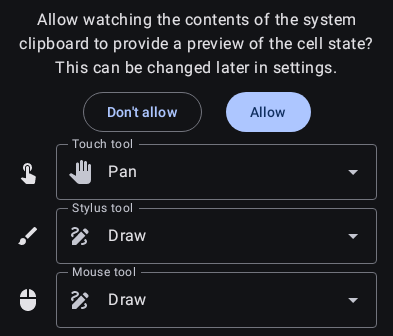 Allow watching the contents of the system
clipboard to provide a preview of the cell state?
This can be changed later in settings.
Don't allow
Allow
Touch tool
Pan
Stylus tool
Draw
Mouse tool
Draw